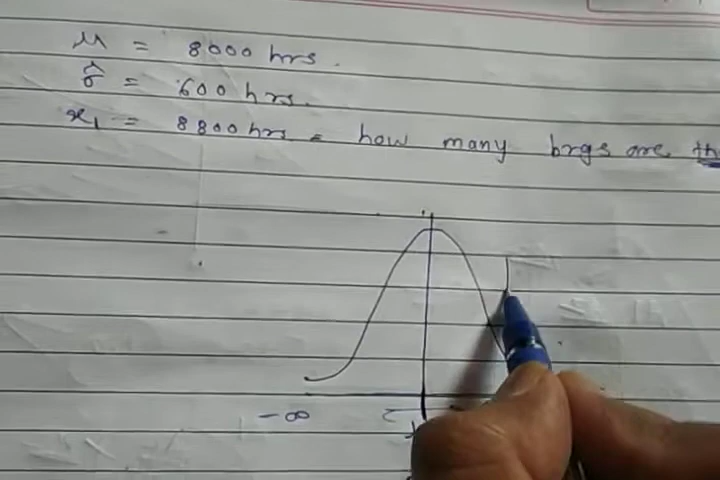 μ = 8000 hrs.
σ̂ = 600 hrs.
x₁ = 8800 hrs = how many brgs are
-∞